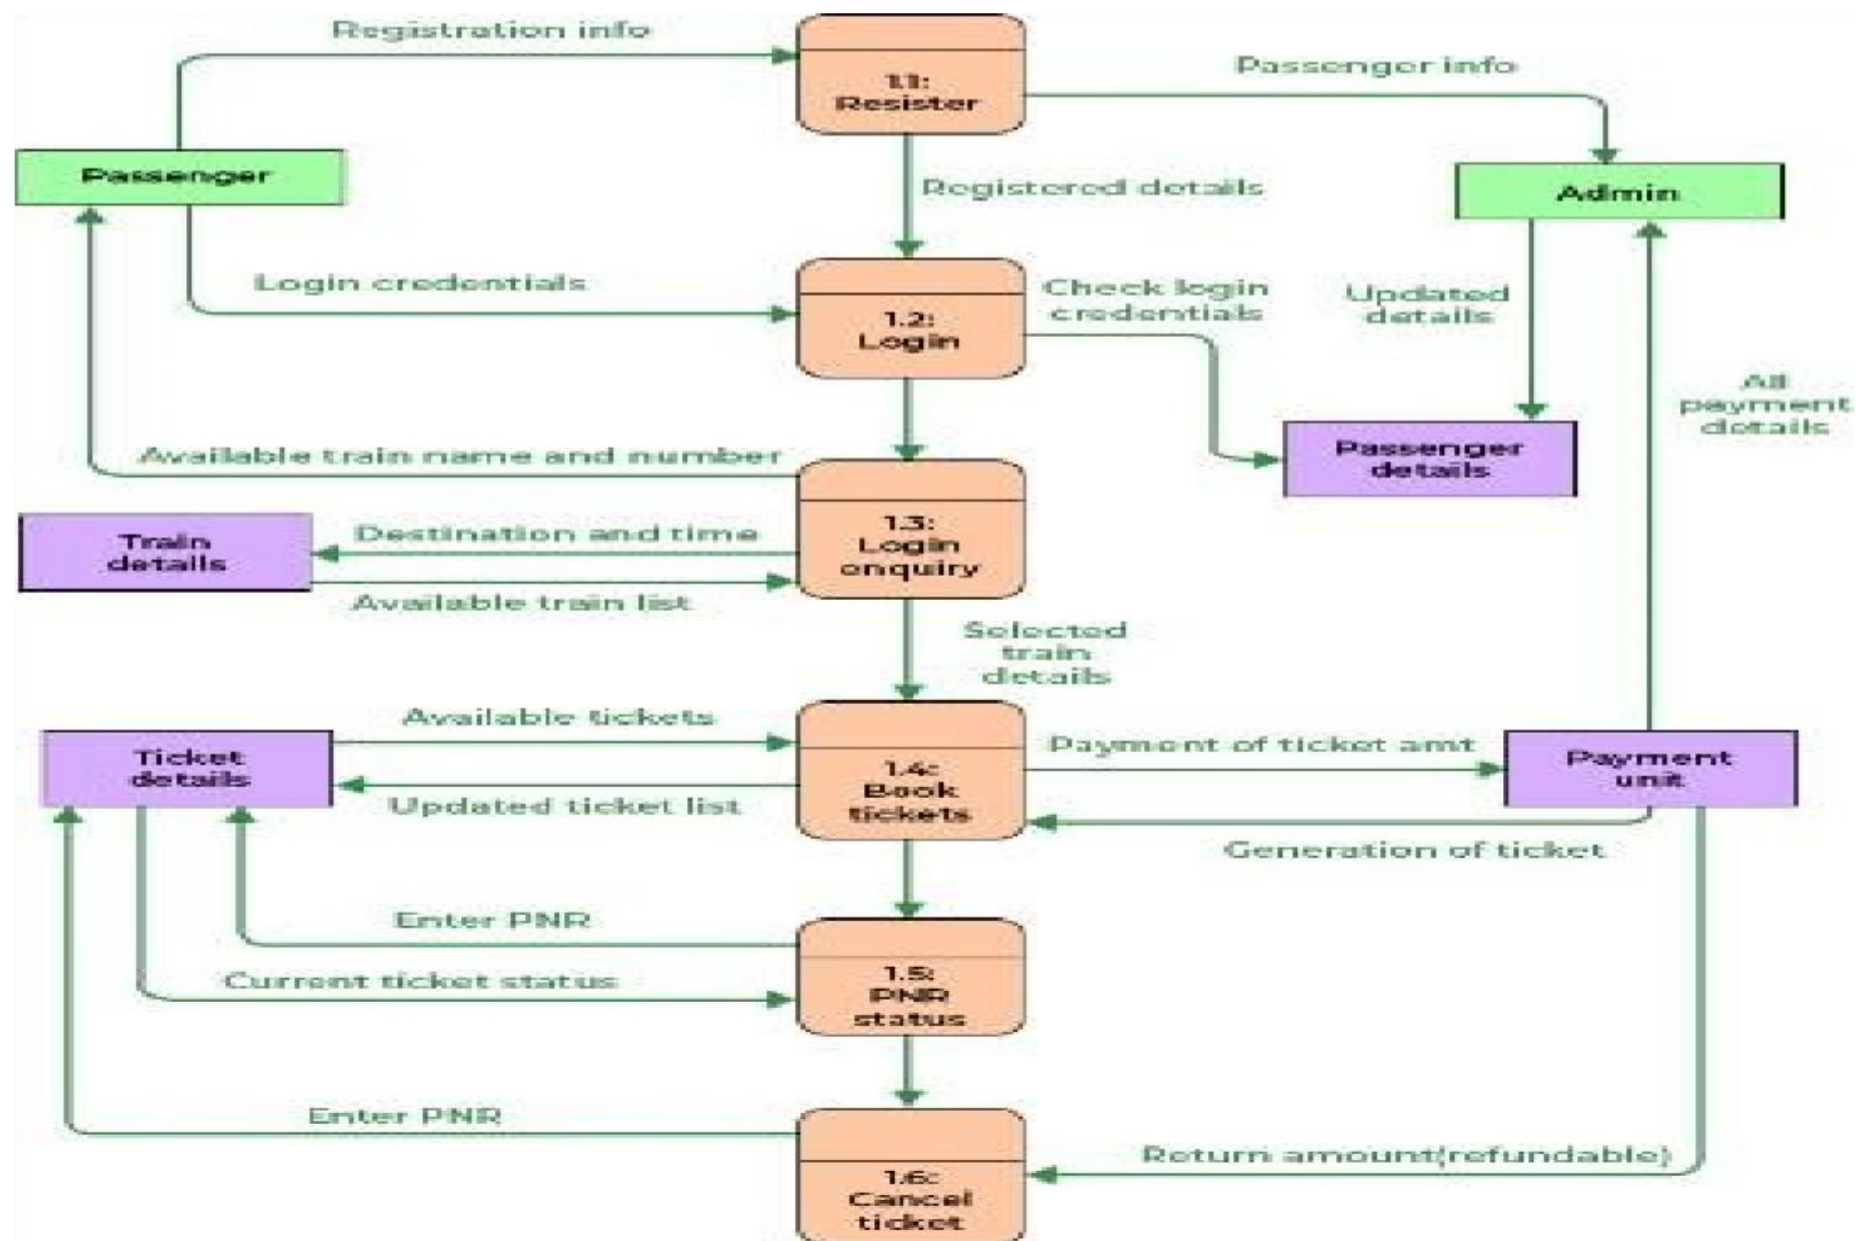 Registration info
Passenger info
1.1:
Resister
Passenger
Registered details
Admin
Login credentials
Check login
credentials
Updated
details
1.2:
Login
All
payment
details
Available train name and number
Passenger
details
Train
details
Destination and time
1.3:
Login
enquiry
Available train list
Selected
train
details
Available tickets
Ticket
details
Payment of ticket amt
Payment
unit
1.4:
Book
tickets
Updated ticket list
Generation of ticket
Enter PNR
Current ticket status
1.5:
PNR
status
Enter PNR
Return amount(refundable)
1.6:
Cancel
ticket